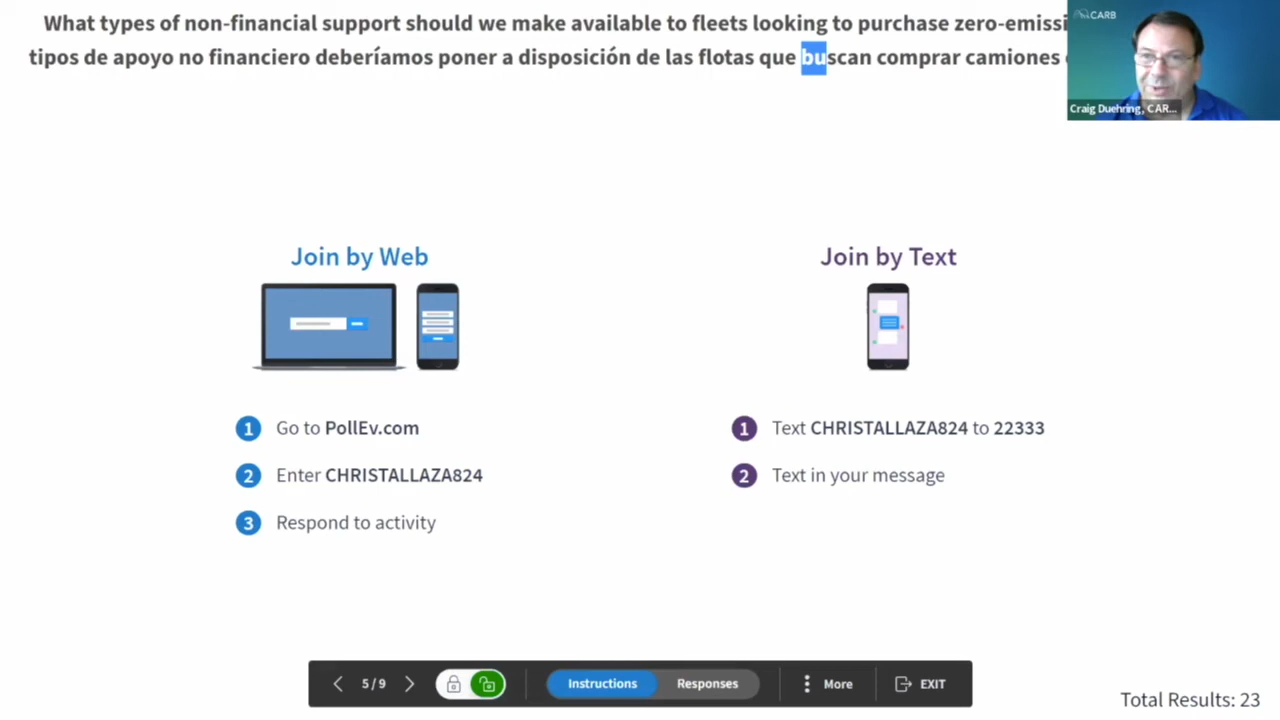 What types of non-financial support should we make available to fleets looking to purchase zero-emissi
tipos de apoyo no financiero deberíamos poner a disposición de las flotas que buscan comprar camiones
CARB
Craig Duehring, CAR...
Join by Web
Join by Text
1 Go to PollEv.com
2 Enter CHRISTALLAZA824
3 Respond to activity
1 Text CHRISTALLAZA824 to 22333
2 Text in your message
5 / 9
Instructions
Responses
More
EXIT
Total Results: 23